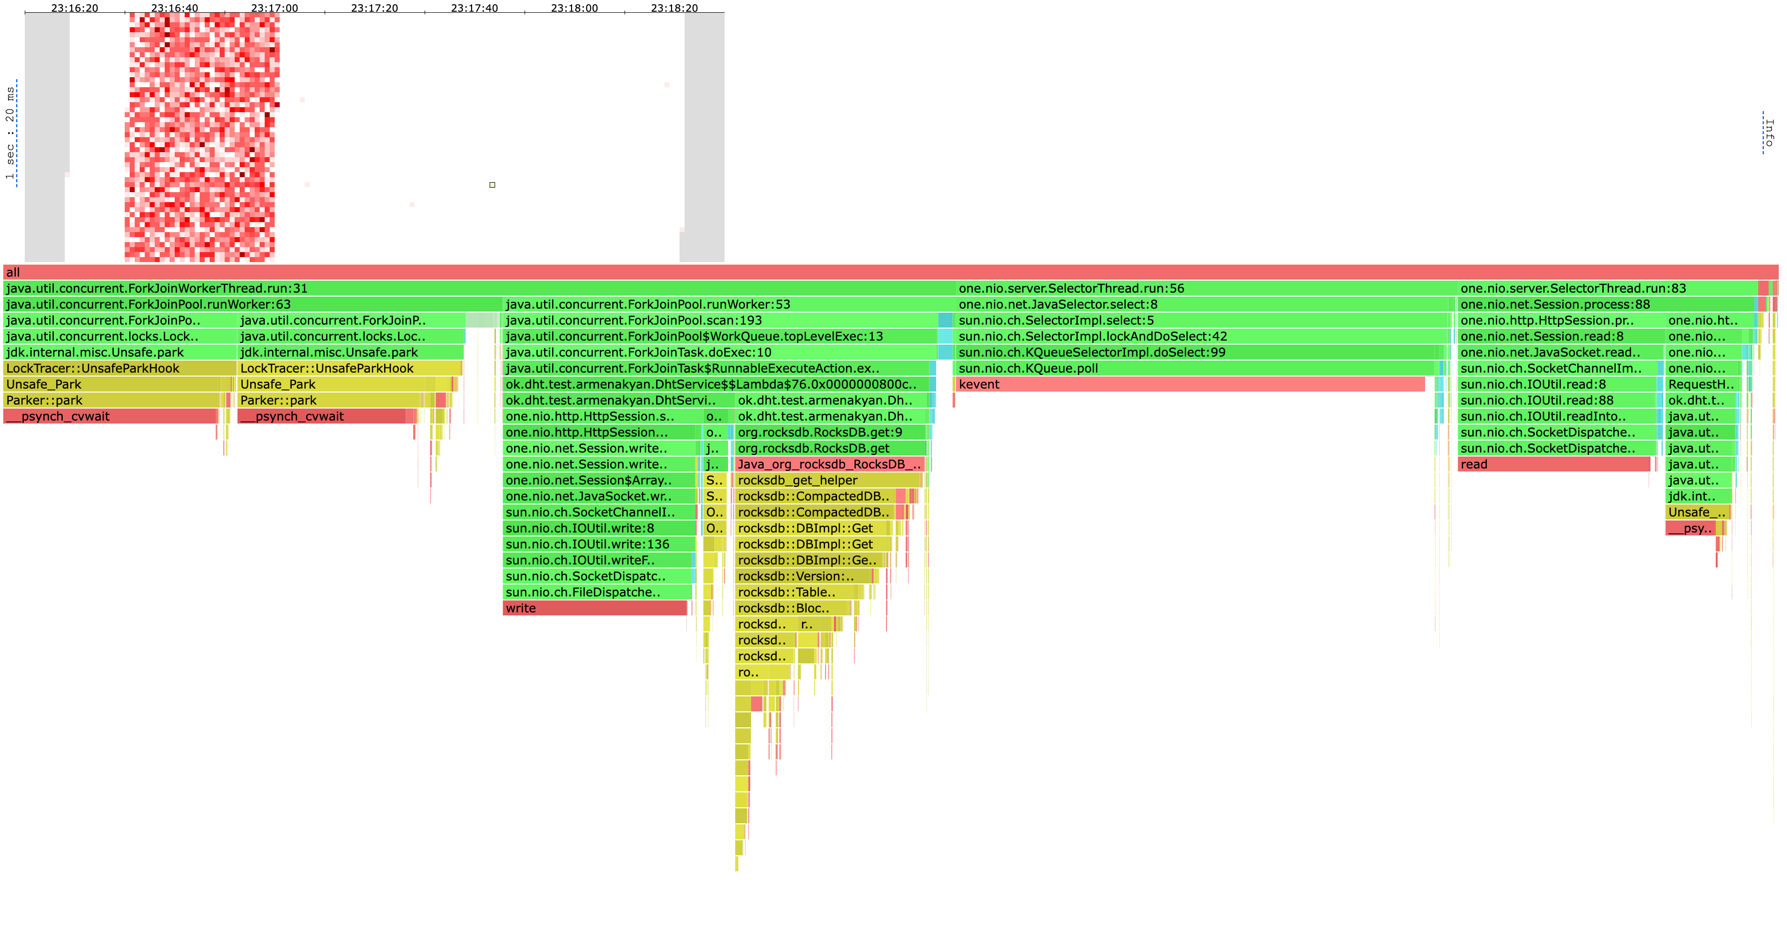 23:16:20 23:16:40 23:17:00 23:17:20 23:17:40 23:18:00 23:18:20
1 sec : 20 ms
Info
all
java.util.concurrent.ForkJoinWorkerThread.run:31 one.nio.server.SelectorThread.run:56 one.nio.server.SelectorThread.run:83
java.util.concurrent.ForkJoinPool.runWorker:63 java.util.concurrent.ForkJoinPool.runWorker:53 one.nio.net.JavaSelector.select:8 one.nio.net.Session.process:88
java.util.concurrent.ForkJoinPo.. java.util.concurrent.ForkJoinP.. java.util.concurrent.ForkJoinPool.scan:193 sun.nio.ch.SelectorImpl.select:5 one.nio.http.HttpSession.pr.. one.nio.ht..
java.util.concurrent.locks.Lock.. java.util.concurrent.locks.Loc.. java.util.concurrent.ForkJoinPool$WorkQueue.topLevelExec:13 sun.nio.ch.SelectorImpl.lockAndDoSelect:42 one.nio.net.Session.read:8 one.nio...
jdk.internal.misc.Unsafe.park jdk.internal.misc.Unsafe.park java.util.concurrent.ForkJoinTask.doExec:10 sun.nio.ch.KQueueSelectorImpl.doSelect:99 one.nio.net.JavaSocket.read.. one.nio...
LockTracer::UnsafeParkHook LockTracer::UnsafeParkHook java.util.concurrent.ForkJoinTask$RunnableExecuteAction.ex.. sun.nio.ch.KQueue.poll sun.nio.ch.SocketChannelIm.. one.nio...
Unsafe_Park Unsafe_Park ok.dht.test.armenakyan.DhtService$$Lambda$76.0x0000000800c.. kevent sun.nio.ch.IOUtil.read:8 RequestH..
Parker::park Parker::park ok.dht.test.armenakyan.DhtServi.. ok.dht.test.armenakyan.Dh.. sun.nio.ch.IOUtil.read:88 ok.dht.t..
__psynch_cvwait __psynch_cvwait one.nio.http.HttpSession.s.. o.. ok.dht.test.armenakyan.Dh.. sun.nio.ch.IOUtil.readInto.. java.ut..
one.nio.http.HttpSession... o.. org.rocksdb.RocksDB.get:9 sun.nio.ch.SocketDispatche.. java.ut..
one.nio.net.Session.write.. j.. org.rocksdb.RocksDB.get sun.nio.ch.SocketDispatche.. java.ut..
one.nio.net.Session.write.. j.. Java_org_rocksdb_RocksDB_.. read java.ut..
one.nio.net.Session$Array.. S.. rocksdb_get_helper java.ut..
one.nio.net.JavaSocket.wr.. S.. rocksdb::CompactedDB.. jdk.int..
sun.nio.ch.SocketChannelI.. O.. rocksdb::CompactedDB.. Unsafe_..
sun.nio.ch.IOUtil.write:8 O.. rocksdb::DBImpl::Get __psy..
sun.nio.ch.IOUtil.write:136 rocksdb::DBImpl::Get
sun.nio.ch.IOUtil.writeF.. rocksdb::DBImpl::Ge..
sun.nio.ch.SocketDispatc.. rocksdb::Version:..
sun.nio.ch.FileDispatche.. rocksdb::Table..
write rocksdb::Bloc..
rocksd.. r..
rocksd..
rocksd..
ro..